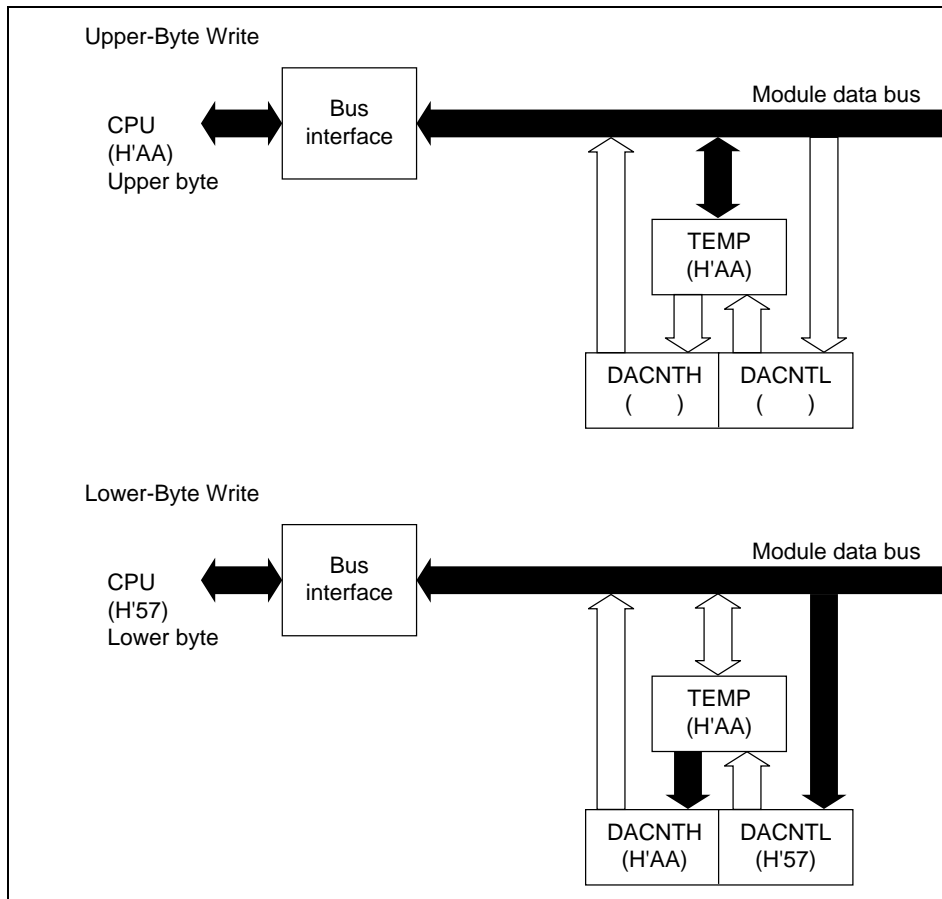 Upper-Byte Write
Module data bus
CPU
(H'AA)
Upper byte
Bus
interface
TEMP
(H'AA)
DACNTH
(      )
DACNTL
(      )
Lower-Byte Write
Module data bus
CPU
(H'57)
Lower byte
Bus
interface
TEMP
(H'AA)
DACNTH
(H'AA)
DACNTL
(H'57)